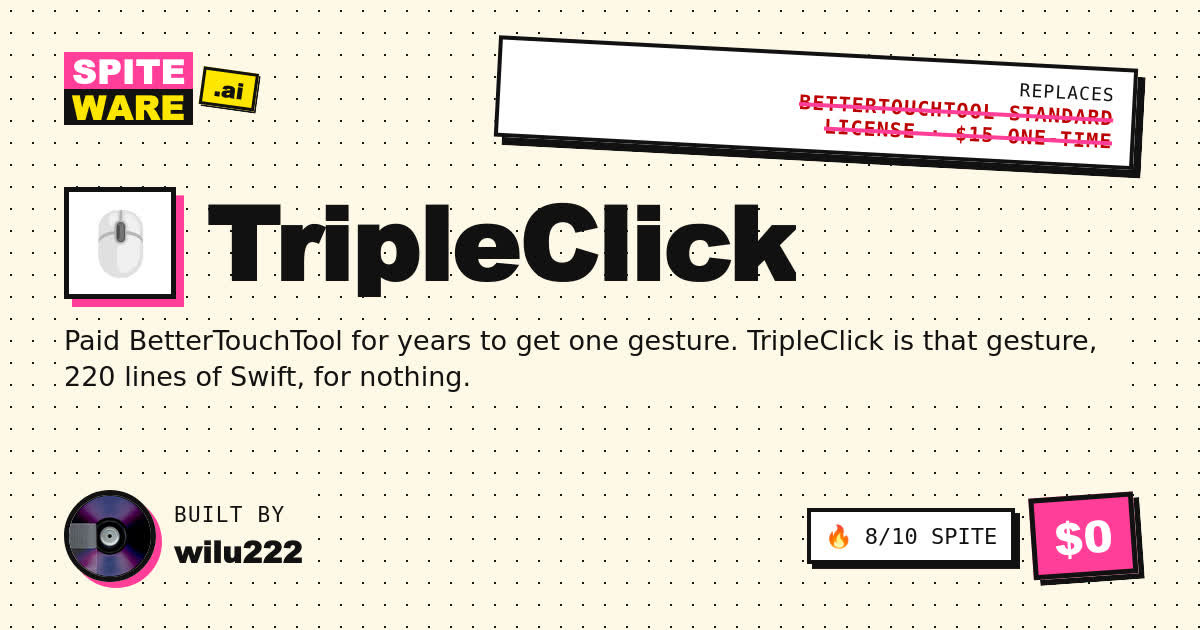 SPITE
WARE
.ai
REPLACES
BETTERTOUCHTOOL STANDARD
LICENSE · $15 ONE-TIME
TripleClick
Paid BetterTouchTool for years to get one gesture. TripleClick is that gesture,
220 lines of Swift, for nothing.
BUILT BY
wilu222
🔥 8/10 SPITE
$0